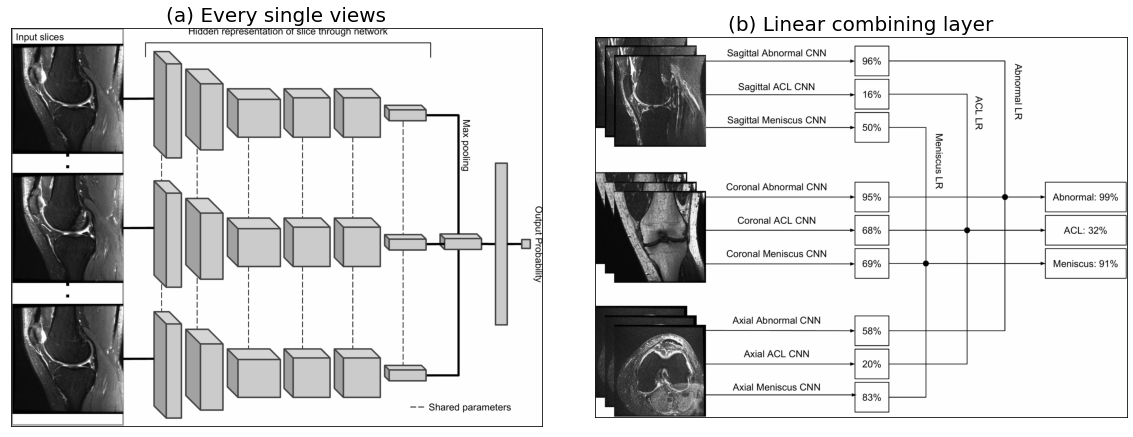 (a) Every single views
Input slices
Hidden representation of slice through network
Max pooling
Output Probability
Shared parameters
(b) Linear combining layer
Sagittal Abnormal CNN
96%
Sagittal ACL CNN
16%
Sagittal Meniscus CNN
50%
Abnormal LR
ACL LR
Meniscus LR
Coronal Abnormal CNN
95%
Abnormal: 99%
Coronal ACL CNN
68%
ACL: 32%
Coronal Meniscus CNN
69%
Meniscus: 91%
Axial Abnormal CNN
58%
Axial ACL CNN
20%
Axial Meniscus CNN
83%